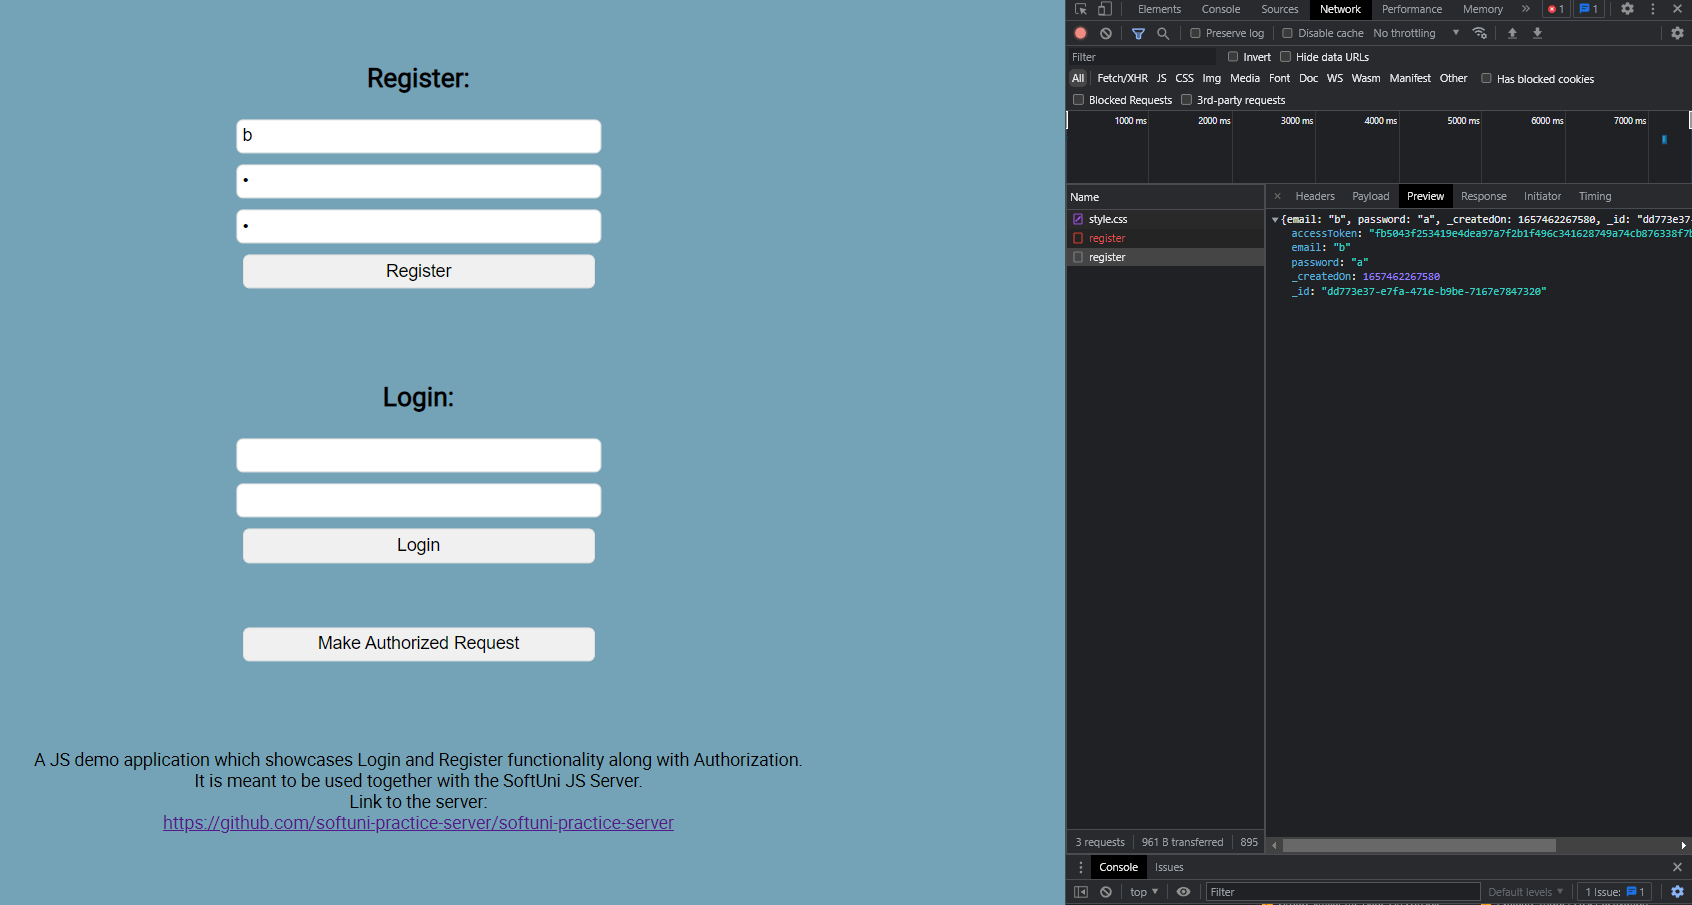 Register:
b
•
•
Register
Login:
Login
Make Authorized Request
A JS demo application which showcases Login and Register functionality along with Authorization.
It is meant to be used together with the SoftUni JS Server.
Link to the server:
https://github.com/softuni-practice-server/softuni-practice-server
Elements Console Sources Network Performance Memory » 1 1
Preserve log Disable cache No throttling
Filter Invert Hide data URLs
All Fetch/XHR JS CSS Img Media Font Doc WS Wasm Manifest Other Has blocked cookies
Blocked Requests 3rd-party requests
1000 ms 2000 ms 3000 ms 4000 ms 5000 ms 6000 ms 7000 ms
Name
style.css
register
register
3 requests 961 B transferred 895
Headers Payload Preview Response Initiator Timing
{email: "b", password: "a", _createdOn: 1657462267580, _id: "dd773e37-
accessToken: "fb5043f253419e4dea97a7f2b1f496c341628749a74cb876338f7b
email: "b"
password: "a"
_createdOn: 1657462267580
_id: "dd773e37-e7fa-471e-b9be-7167e7847320"
Console Issues
top Filter Default levels 1 Issue: 1